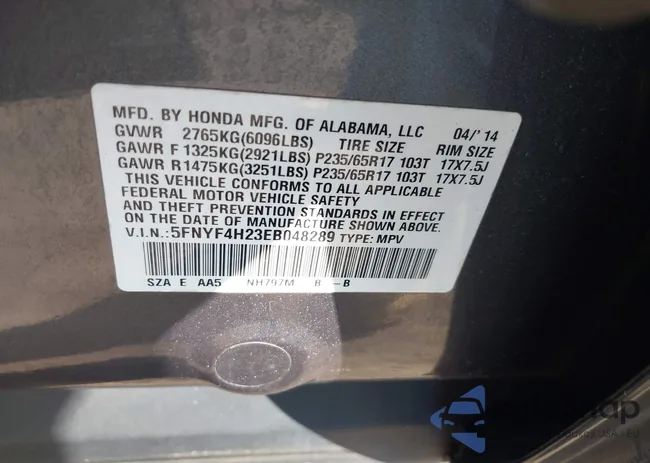 MFD. BY HONDA MFG. OF ALABAMA, LLC 04/'14
GVWR 2765KG(6096LBS) TIRE SIZE RIM SIZE
GAWR F 1325KG(2921LBS) P235/65R17 103T 17X7.5J
GAWR R 1475KG(3251LBS) P235/65R17 103T 17X7.5J
THIS VEHICLE CONFORMS TO ALL APPLICABLE
FEDERAL MOTOR VEHICLE SAFETY
AND THEFT PREVENTION STANDARDS IN EFFECT
ON THE DATE OF MANUFACTURE SHOWN ABOVE.
V.I.N.:5FNYF4H23EB048289 TYPE: MPV
SZA E AA5 NH797M B -B